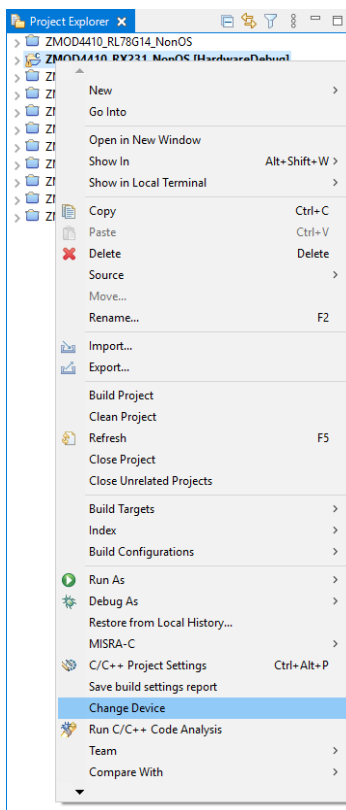 Project Explorer
ZMOD4410_RL78G14_NonOS
ZMOD4410_RX231_NonOS [HardwareDebug]
New
Go Into
Open in New Window
Show In Alt+Shift+W >
Show in Local Terminal
Copy Ctrl+C
Paste Ctrl+V
Delete Delete
Source
Move...
Rename... F2
Import...
Export...
Build Project
Clean Project
Refresh F5
Close Project
Close Unrelated Projects
Build Targets
Index
Build Configurations
Run As
Debug As
Restore from Local History...
MISRA-C
C/C++ Project Settings Ctrl+Alt+P
Save build settings report
Change Device
Run C/C++ Code Analysis
Team
Compare With